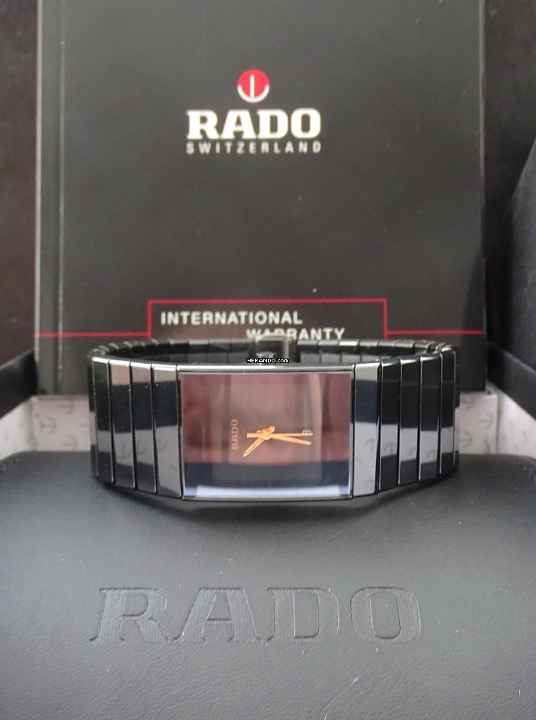 RADO
SWITZERLAND
INTERNATIONAL
WARRANTY
RADO
RADO